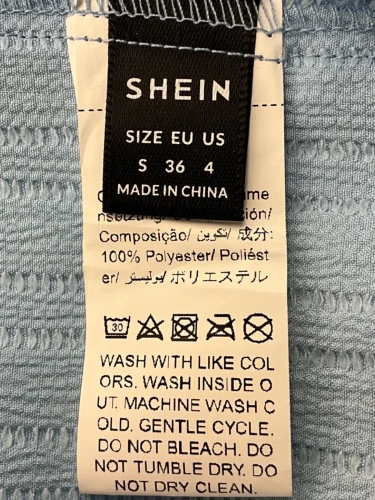 SHEIN
SIZE EU US
S 36 4
MADE IN CHINA
Composição/ تكوين/ 成分:
100% Polyester/ Poliést
er/ بوليستر/ ポリエステル
30
WASH WITH LIKE COL
ORS. WASH INSIDE O
UT. MACHINE WASH C
OLD. GENTLE CYCLE.
DO NOT BLEACH. DO
NOT TUMBLE DRY. DO
NOT DRY CLEAN.